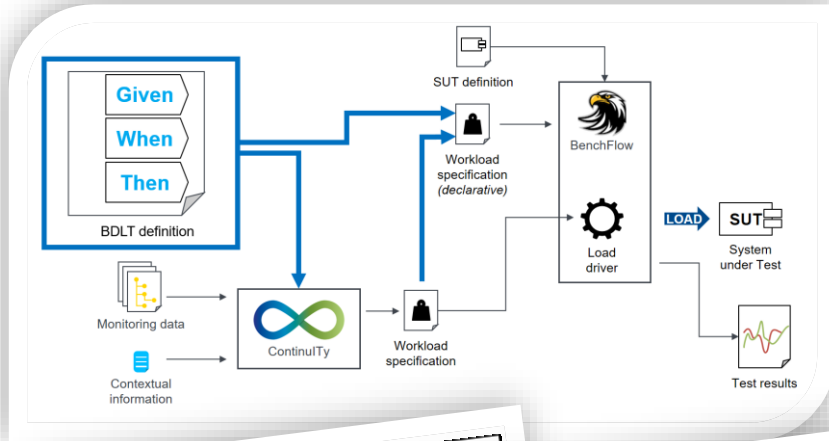 Given
When
Then
BDLT definition
SUT definition
Workload
specification
(declarative)
BenchFlow
Load
driver
LOAD
SUT
System
under Test
Monitoring data
Contextual
information
ContinuITy
Workload
specification
Test results